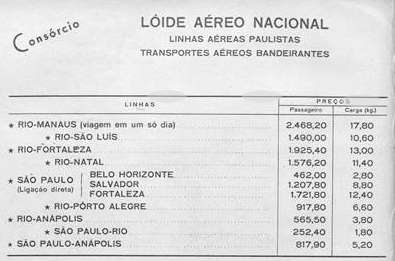 Consórcio
LÓIDE AÉREO NACIONAL
LINHAS AÉREAS PAULISTAS
TRANSPORTES AÉREOS BANDEIRANTES
LINHAS PREÇOS
Passageiro Carga (kg.)
★ RIO-MANAUS (viagem em um só dia) 2.468,20 17,80
★ RIO-SÃO LUÍS 1.490,00 10,60
★ RIO-FORTALEZA 1.925,40 13,00
★ RIO-NATAL 1.576,20 11,40
★ SÃO PAULO (Ligação direta) BELO HORIZONTE 462,00 2,80
SALVADOR 1.207,80 8,80
FORTALEZA 1.721,80 12,40
★ RIO-PÔRTO ALEGRE 917,80 6,60
★ RIO-ANÁPOLIS 565,50 3,80
★ SÃO PAULO-RIO 252,40 1,80
★ SÃO PAULO-ANÁPOLIS 817,90 5,20